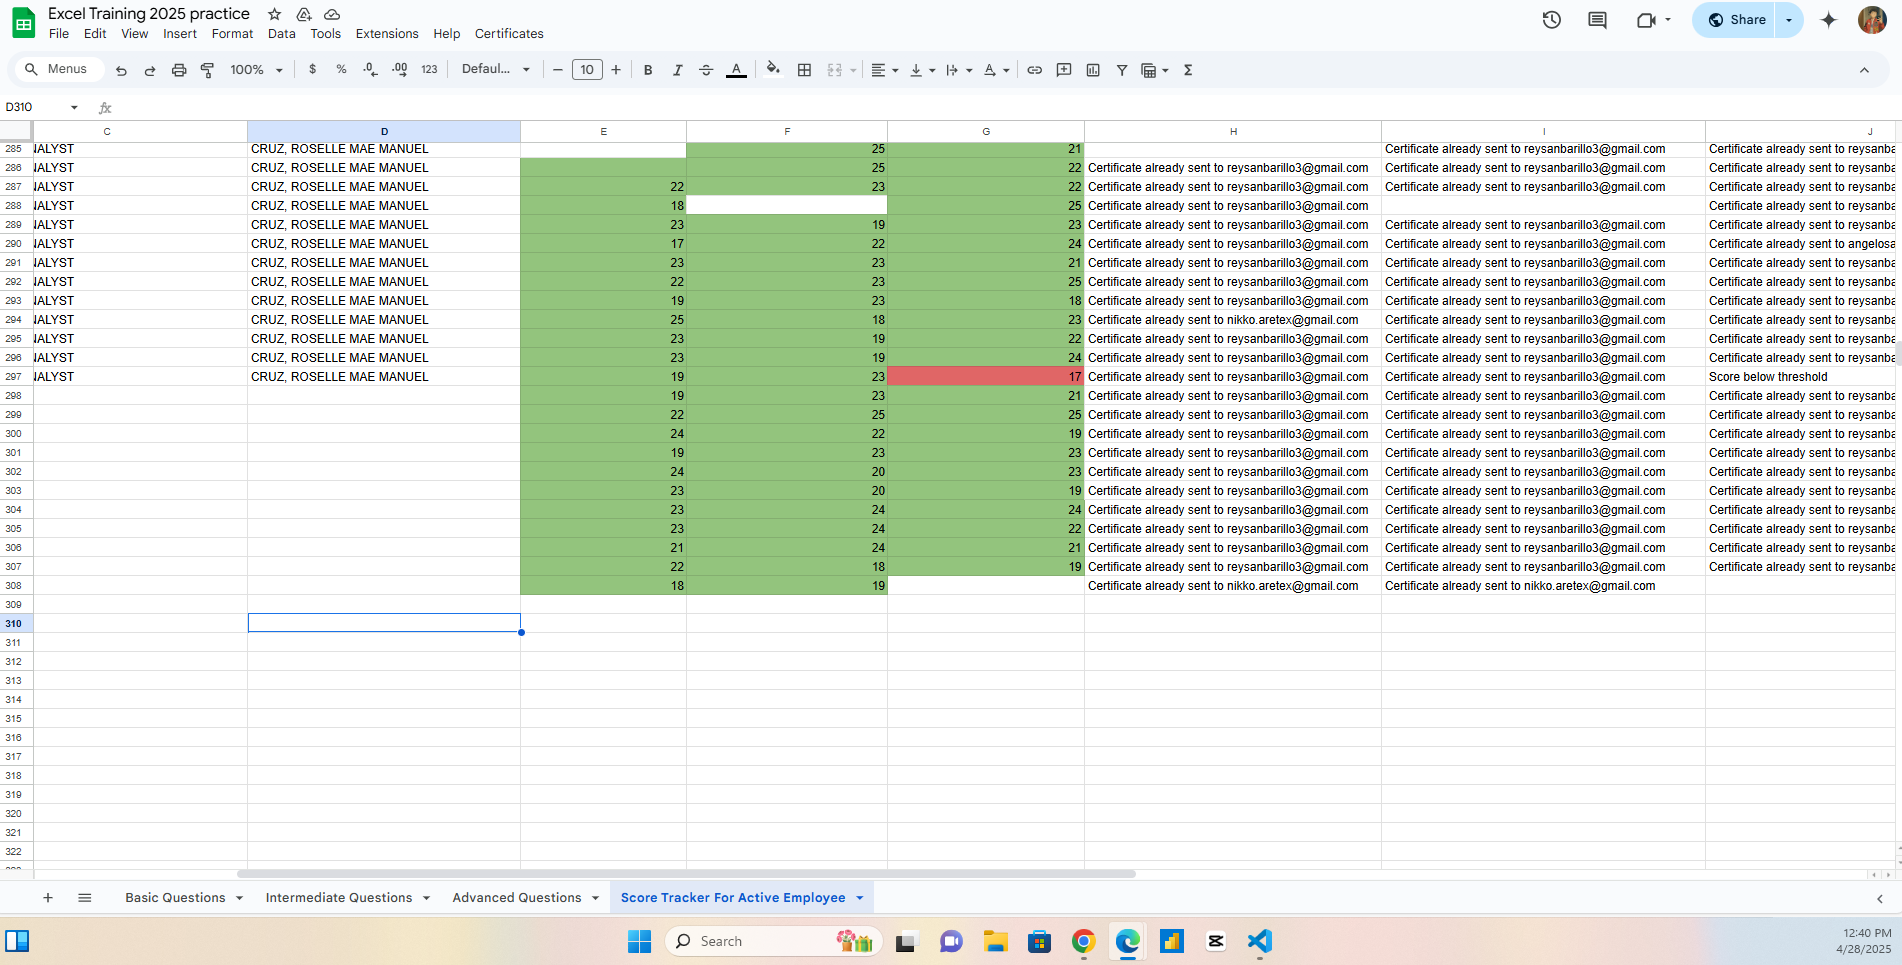 Excel Training 2025 practice
File Edit View Insert Format Data Tools Extensions Help Certificates
Share
Menus 100% $ % .0 .00 123 Defaul... 10 B I A
D310 fx
C D E F G H I J
285 NALYST CRUZ, ROSELLE MAE MANUEL 25 21 Certificate already sent to reysanbarillo3@gmail.com Certificate already sent to reysanba
286 NALYST CRUZ, ROSELLE MAE MANUEL 25 22 Certificate already sent to reysanbarillo3@gmail.com Certificate already sent to reysanbarillo3@gmail.com Certificate already sent to reysanba
287 NALYST CRUZ, ROSELLE MAE MANUEL 22 23 22 Certificate already sent to reysanbarillo3@gmail.com Certificate already sent to reysanbarillo3@gmail.com Certificate already sent to reysanba
288 NALYST CRUZ, ROSELLE MAE MANUEL 18 25 Certificate already sent to reysanbarillo3@gmail.com Certificate already sent to reysanba
289 NALYST CRUZ, ROSELLE MAE MANUEL 23 19 23 Certificate already sent to reysanbarillo3@gmail.com Certificate already sent to reysanbarillo3@gmail.com Certificate already sent to reysanba
290 NALYST CRUZ, ROSELLE MAE MANUEL 17 22 24 Certificate already sent to reysanbarillo3@gmail.com Certificate already sent to reysanbarillo3@gmail.com Certificate already sent to angelosa
291 NALYST CRUZ, ROSELLE MAE MANUEL 23 23 21 Certificate already sent to reysanbarillo3@gmail.com Certificate already sent to reysanbarillo3@gmail.com Certificate already sent to reysanba
292 NALYST CRUZ, ROSELLE MAE MANUEL 22 23 25 Certificate already sent to reysanbarillo3@gmail.com Certificate already sent to reysanbarillo3@gmail.com Certificate already sent to reysanba
293 NALYST CRUZ, ROSELLE MAE MANUEL 19 23 18 Certificate already sent to reysanbarillo3@gmail.com Certificate already sent to reysanbarillo3@gmail.com Certificate already sent to reysanba
294 NALYST CRUZ, ROSELLE MAE MANUEL 25 18 23 Certificate already sent to nikko.aretex@gmail.com Certificate already sent to reysanbarillo3@gmail.com Certificate already sent to reysanba
295 NALYST CRUZ, ROSELLE MAE MANUEL 23 19 22 Certificate already sent to reysanbarillo3@gmail.com Certificate already sent to reysanbarillo3@gmail.com Certificate already sent to reysanba
296 NALYST CRUZ, ROSELLE MAE MANUEL 23 19 24 Certificate already sent to reysanbarillo3@gmail.com Certificate already sent to reysanbarillo3@gmail.com Certificate already sent to reysanba
297 NALYST CRUZ, ROSELLE MAE MANUEL 19 23 17 Certificate already sent to reysanbarillo3@gmail.com Certificate already sent to reysanbarillo3@gmail.com Score below threshold
298 19 23 21 Certificate already sent to reysanbarillo3@gmail.com Certificate already sent to reysanbarillo3@gmail.com Certificate already sent to reysanba
299 22 25 25 Certificate already sent to reysanbarillo3@gmail.com Certificate already sent to reysanbarillo3@gmail.com Certificate already sent to reysanba
300 24 22 19 Certificate already sent to reysanbarillo3@gmail.com Certificate already sent to reysanbarillo3@gmail.com Certificate already sent to reysanba
301 19 23 23 Certificate already sent to reysanbarillo3@gmail.com Certificate already sent to reysanbarillo3@gmail.com Certificate already sent to reysanba
302 24 20 23 Certificate already sent to reysanbarillo3@gmail.com Certificate already sent to reysanbarillo3@gmail.com Certificate already sent to reysanba
303 23 20 19 Certificate already sent to reysanbarillo3@gmail.com Certificate already sent to reysanbarillo3@gmail.com Certificate already sent to reysanba
304 23 24 24 Certificate already sent to reysanbarillo3@gmail.com Certificate already sent to reysanbarillo3@gmail.com Certificate already sent to reysanba
305 23 24 22 Certificate already sent to reysanbarillo3@gmail.com Certificate already sent to reysanbarillo3@gmail.com Certificate already sent to reysanba
306 21 24 21 Certificate already sent to reysanbarillo3@gmail.com Certificate already sent to reysanbarillo3@gmail.com Certificate already sent to reysanba
307 22 18 19 Certificate already sent to reysanbarillo3@gmail.com Certificate already sent to reysanbarillo3@gmail.com Certificate already sent to reysanba
308 18 19 Certificate already sent to nikko.aretex@gmail.com Certificate already sent to nikko.aretex@gmail.com
309
310
311
312
313
314
315
316
317
318
319
320
321
322
Basic Questions Intermediate Questions Advanced Questions Score Tracker For Active Employee
Search
12:40 PM
4/28/2025